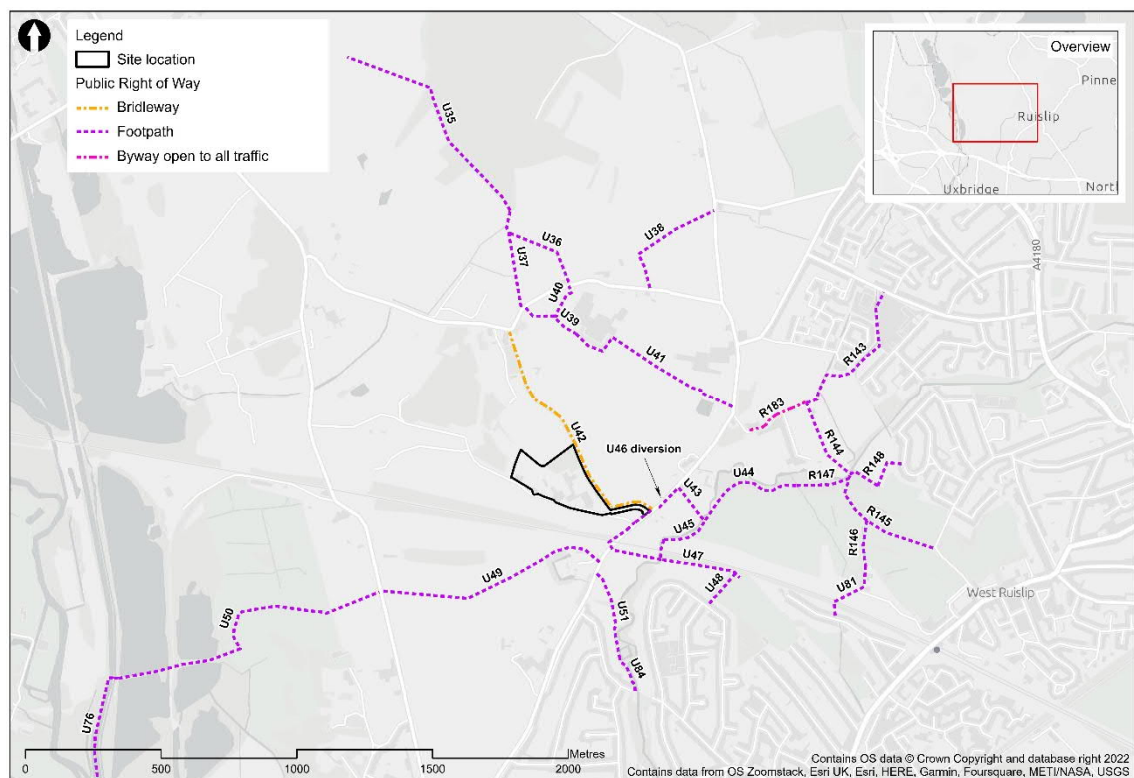 Legend
Site location
Public Right of Way
Bridleway
Footpath
Byway open to all traffic
Overview
Pinne
Ruislip
Uxbridge
North
U35
U36
U37
U38
U40
U39
U41
A4180
R143
R183
U42
R144
U46 diversion
R148
U44
R147
U43
U45
R145
R146
U47
U49
U48
U81
West Ruislip
U50
U51
U84
U76
0
500
1000
1500
2000
Metres
Contains OS data © Crown Copyright and database right 2022
Contains data from OS Zoomstack, Esri UK, Esri, HERE, Garmin, Foursquare, METI/NASA, USGS